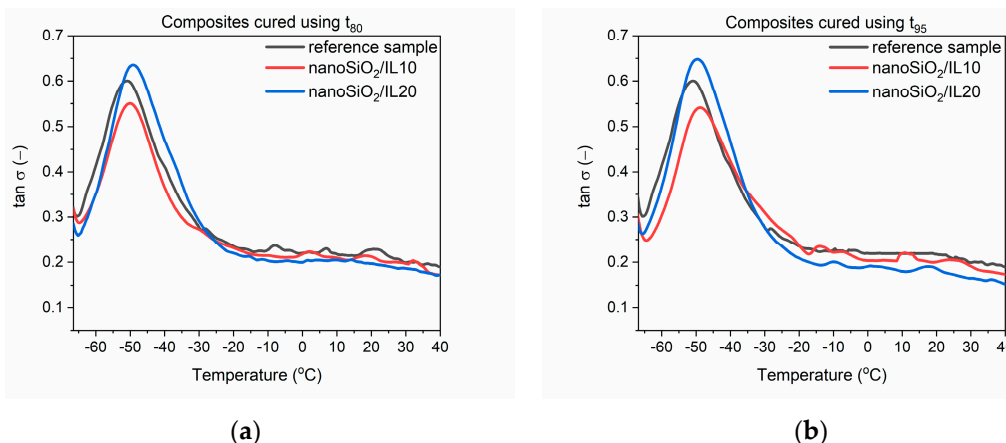 Composites cured using t80
0.7
0.6
0.5
0.4
0.3
0.2
0.1
tan σ (−)
reference sample
nanoSiO2/IL10
nanoSiO2/IL20
-60 -50 -40 -30 -20 -10 0 10 20 30 40
Temperature (°C)
(a)
Composites cured using t95
0.7
0.6
0.5
0.4
0.3
0.2
0.1
tan σ (−)
reference sample
nanoSiO2/IL10
nanoSiO2/IL20
-60 -50 -40 -30 -20 -10 0 10 20 30 40
Temperature (°C)
(b)